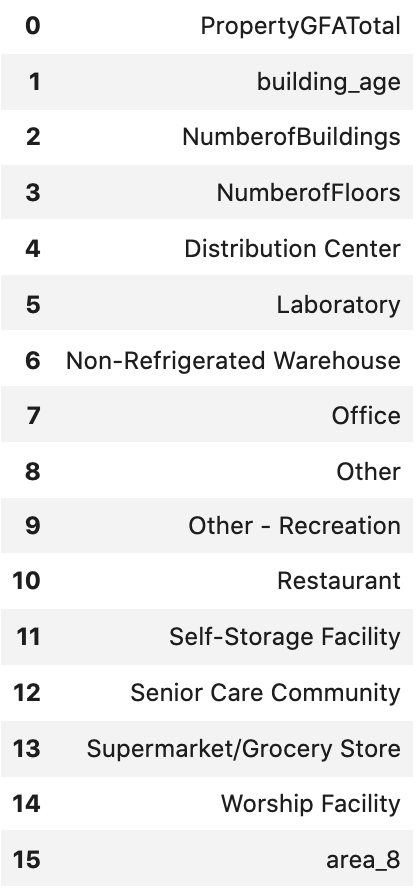 0 PropertyGFATotal
1 building_age
2 NumberofBuildings
3 NumberofFloors
4 Distribution Center
5 Laboratory
6 Non-Refrigerated Warehouse
7 Office
8 Other
9 Other - Recreation
10 Restaurant
11 Self-Storage Facility
12 Senior Care Community
13 Supermarket/Grocery Store
14 Worship Facility
15 area_8